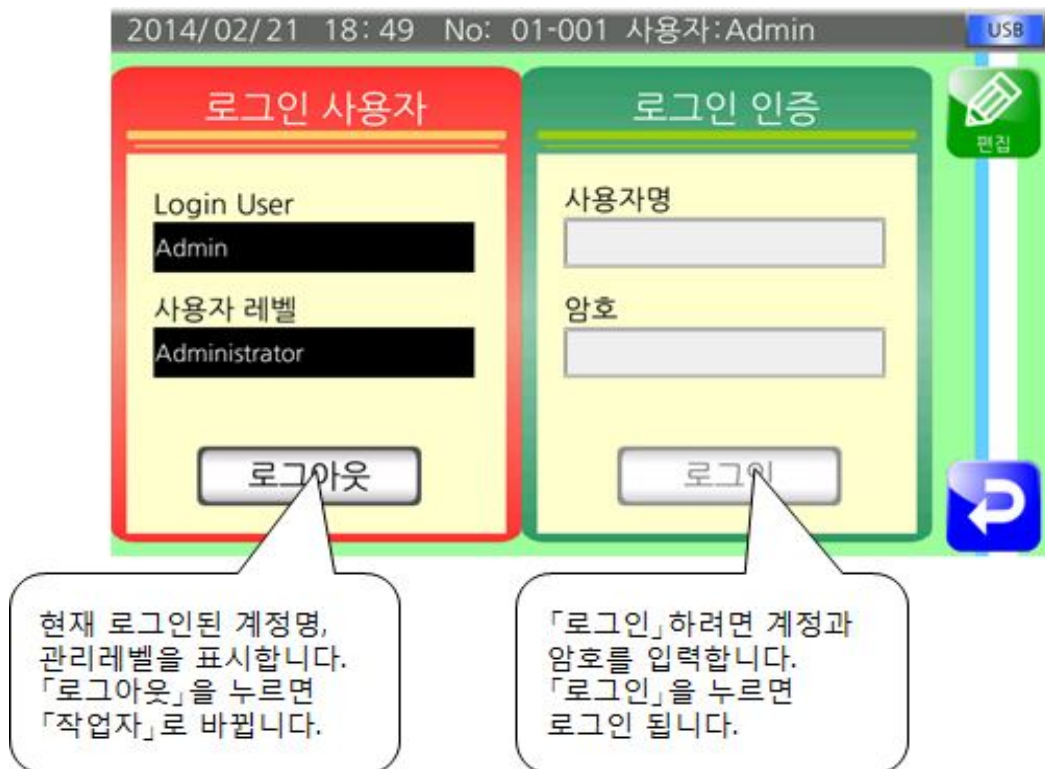 2014/02/21 18:49 No: 01-001 사용자:Admin USB
로그인 사용자
Login User
Admin
사용자 레벨
Administrator
로그아웃
로그인 인증
사용자명
암호
로그인
편집
현재 로그인된 계정명,
관리레벨을 표시합니다.
「로그아웃」을 누르면
「작업자」로 바뀝니다.
「로그인」하려면 계정과
암호를 입력합니다.
「로그인」을 누르면
로그인 됩니다.